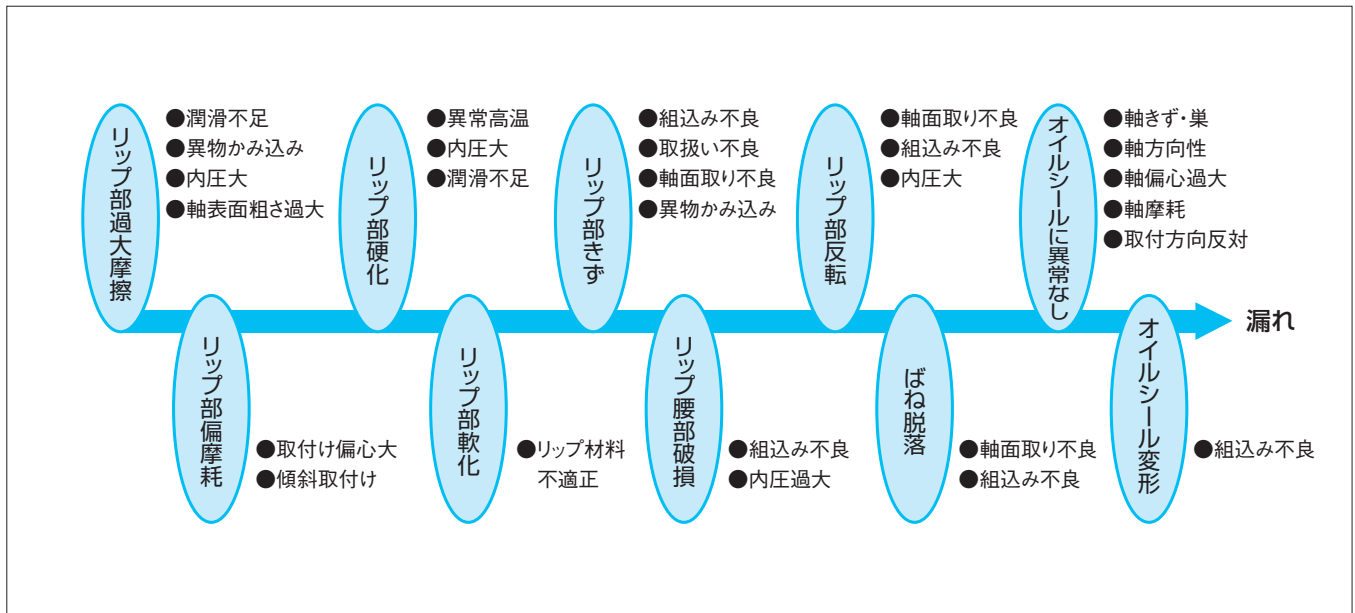 リップ部過大摩擦
●潤滑不足
●異物かみ込み
●内圧大
●軸表面粗さ過大
リップ部硬化
●異常高温
●内圧大
●潤滑不足
リップ部きず
●組込み不良
●取扱い不良
●軸面取り不良
●異物かみ込み
リップ部反転
●軸面取り不良
●組込み不良
●内圧大
オイルシールに異常なし
●軸きず・巣
●軸方向性
●軸偏心過大
●軸摩耗
●取付方向反対
漏れ
リップ部偏摩耗
●取付け偏心大
●傾斜取付け
リップ部軟化
●リップ材料
不適正
リップ腰部破損
●組込み不良
●内圧過大
ばね脱落
●軸面取り不良
●組込み不良
オイルシール変形
●組込み不良